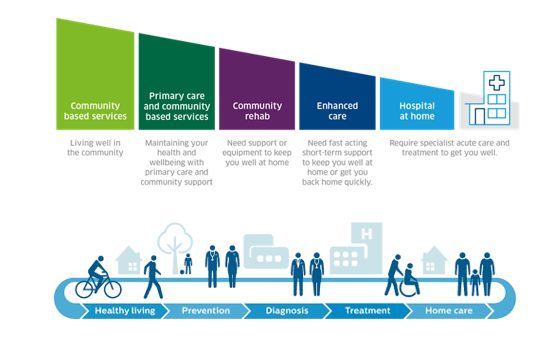 Community
based services
Primary care
and community
based services
Community
rehab
Enhanced
care
Hospital
at home
Living well in
the community
Maintaining your
health and
wellbeing with
primary care and
community support
Need support or
equipment to keep
you well at home
Need fast acting
short-term support
to keep you well at
home or get you
back home quickly.
Require specialist acute care and
treatment to get you well.
H
Healthy living
Prevention
Diagnosis
Treatment
Home care